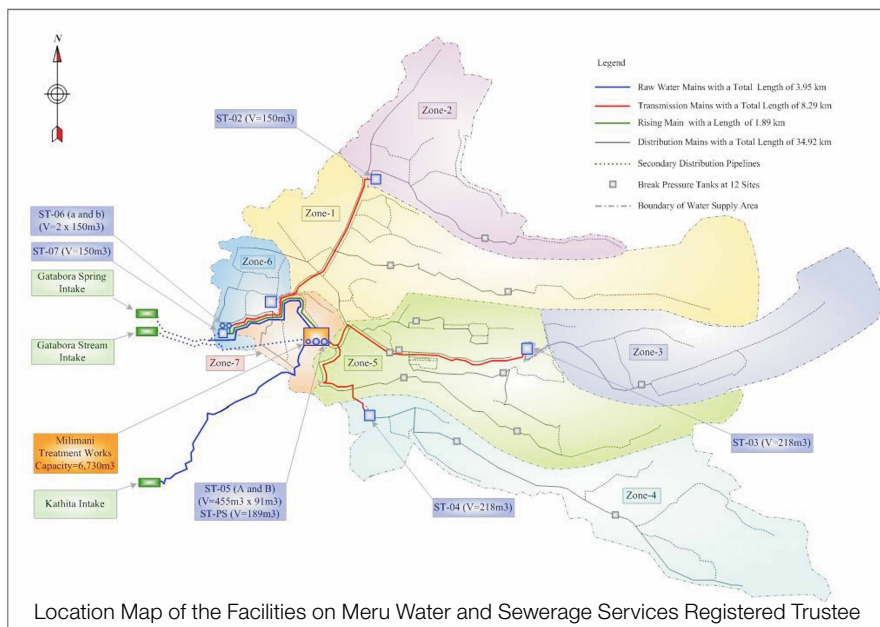 N
Legend
Raw Water Mains with a Total Length of 3.95 km
Transmission Mains with a Total Length of 8.29 km
Rising Main with a Length of 1.89 km
Distribution Mains with a Total Length of 34.92 km
Secondary Distribution Pipelines
Break Pressure Tanks at 12 Sites
Boundary of Water Supply Area
Zone-2
ST-02 (V=150m3)
Zone-1
ST-06 (a and b)
(V=2 x 150m3)
ST-07 (V=150m3)
Zone-6
Gatabora Spring
Intake
Gatabora Stream
Intake
Zone-7
Zone-5
Zone-3
Milimani
Treatment Works
Capacity=6,730m3
ST-03 (V=218m3)
Kathita Intake
ST-05 (A and B)
(V=455m3 x 91m3)
ST-PS (V=189m3)
ST-04 (V=218m3)
Zone-4
Location Map of the Facilities on Meru Water and Sewerage Services Registered Trustee